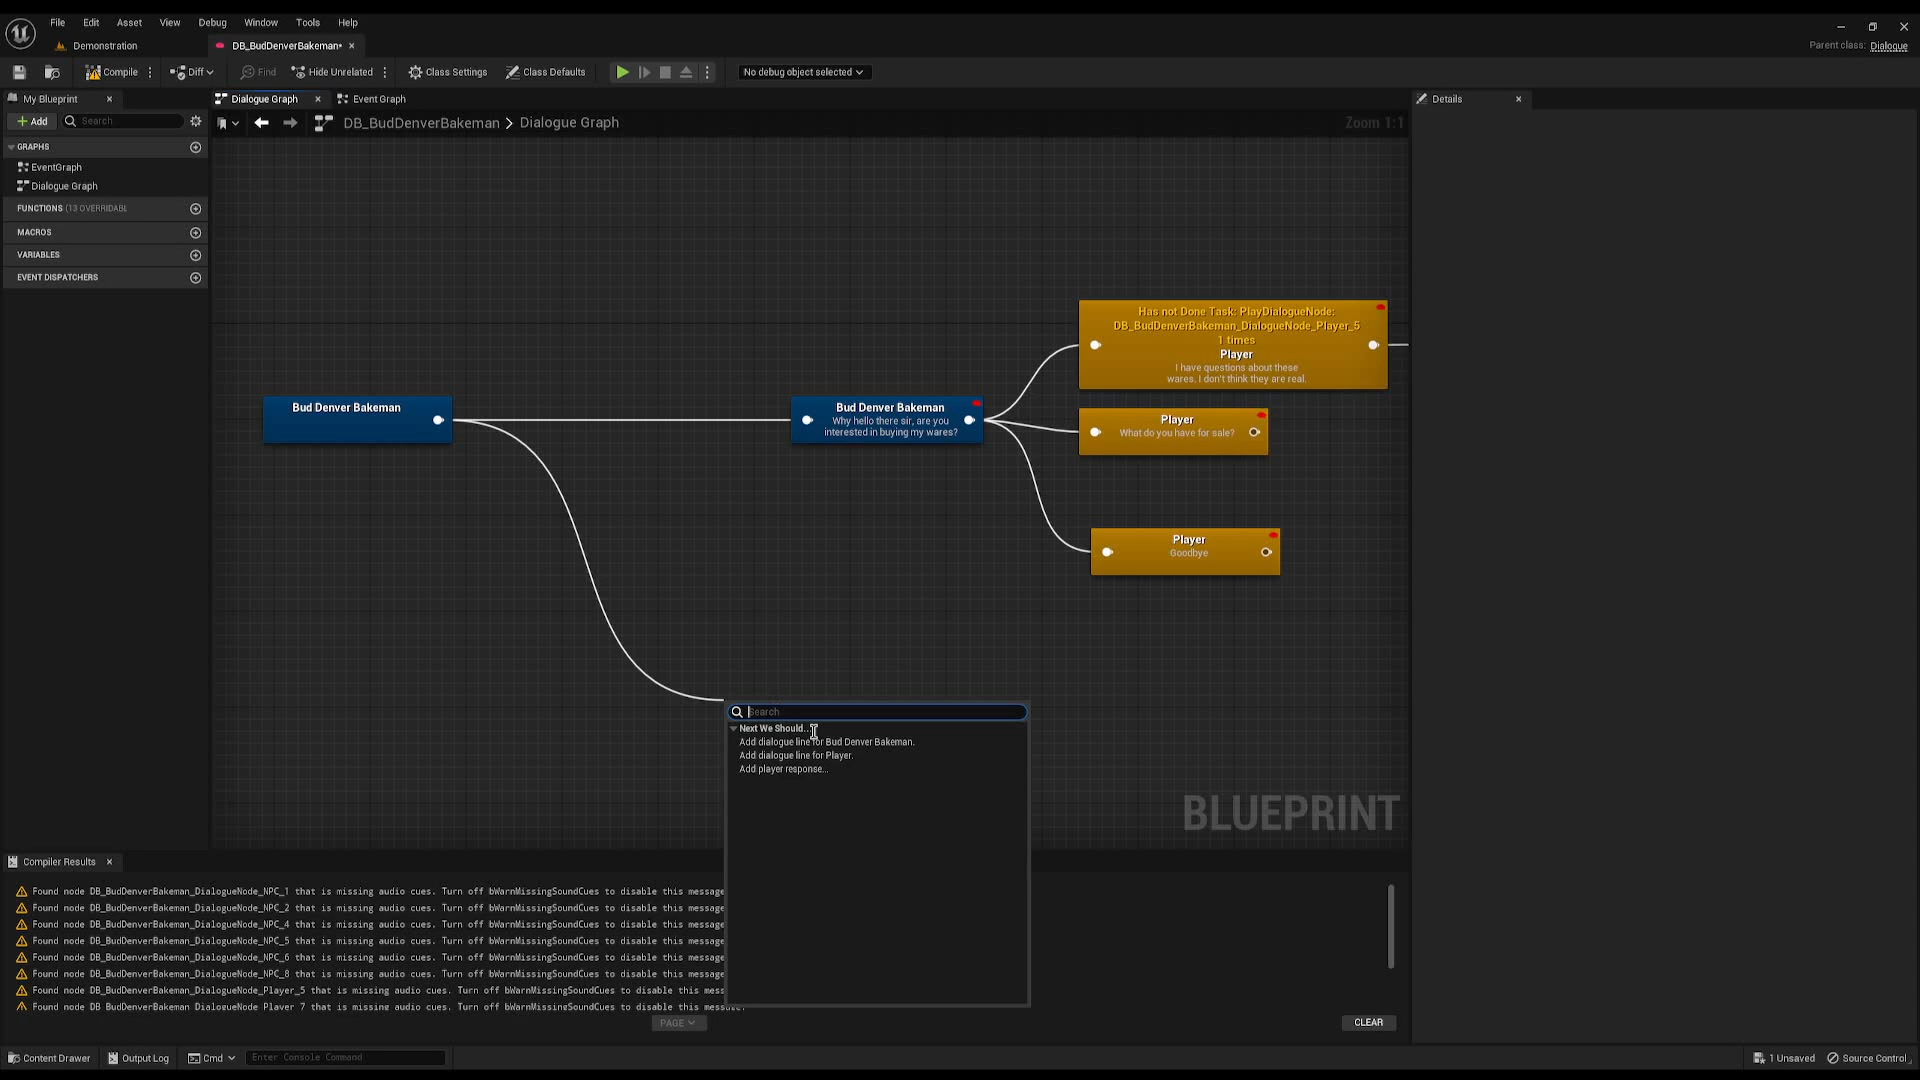 File Edit Asset View Debug Window Tools Help
Demonstration
DB_BudDenverBakeman*
Parent class: Dialogue
Compile
Diff
Find
Hide Unrelated
Class Settings
Class Defaults
No debug object selected
My Blueprint
Dialogue Graph
Event Graph
Details
Add
Search
DB_BudDenverBakeman > Dialogue Graph
Zoom 1:1
GRAPHS
EventGraph
Dialogue Graph
FUNCTIONS (13 OVERRIDABL
MACROS
VARIABLES
EVENT DISPATCHERS
Has not Done Task: PlayDialogueNode:
DB_BudDenverBakeman_DialogueNode_Player_5
1 times
Player
I have questions about these
wares. I don't think they are real.
Bud Denver Bakeman
Bud Denver Bakeman
Why hello there sir, are you
interested in buying my wares?
Player
What do you have for sale?
Player
Goodbye
Search
Next We Should...
Add dialogue line for Bud Denver Bakeman.
Add dialogue line for Player.
Add player response...
BLUEPRINT
Compiler Results
Found node DB_BudDenverBakeman_DialogueNode_NPC_1 that is missing audio cues. Turn off bWarnMissingSoundCues to disable this message
Found node DB_BudDenverBakeman_DialogueNode_NPC_2 that is missing audio cues. Turn off bWarnMissingSoundCues to disable this message
Found node DB_BudDenverBakeman_DialogueNode_NPC_4 that is missing audio cues. Turn off bWarnMissingSoundCues to disable this message
Found node DB_BudDenverBakeman_DialogueNode_NPC_5 that is missing audio cues. Turn off bWarnMissingSoundCues to disable this message
Found node DB_BudDenverBakeman_DialogueNode_NPC_6 that is missing audio cues. Turn off bWarnMissingSoundCues to disable this message
Found node DB_BudDenverBakeman_DialogueNode_NPC_8 that is missing audio cues. Turn off bWarnMissingSoundCues to disable this message
Found node DB_BudDenverBakeman_DialogueNode_Player_5 that is missing audio cues. Turn off bWarnMissingSoundCues to disable this mess
Found node DB_BudDenverBakeman_DialogueNode_Player_7 that is missing audio cues. Turn off bWarnMissingSoundCues to disable this message.
PAGE
CLEAR
Content Drawer
Output Log
Cmd
Enter Console Command
1 Unsaved
Source Control